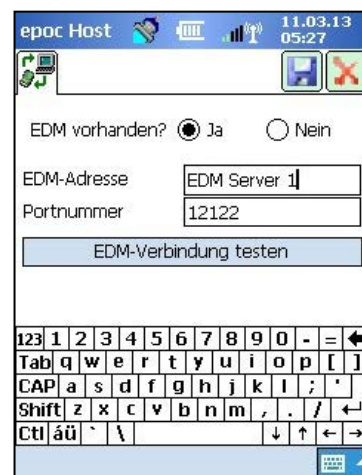 epoc Host 11.03.13
05:27
EDM vorhanden? Ja Nein
EDM-Adresse EDM Server 1
Portnummer 12122
EDM-Verbindung testen
123 1 2 3 4 5 6 7 8 9 0 - =
Tab q w e r t y u i o p [ ]
CAP a s d f g h j k l ; '
Shift z x c v b n m , . /
Ctl áü ` \